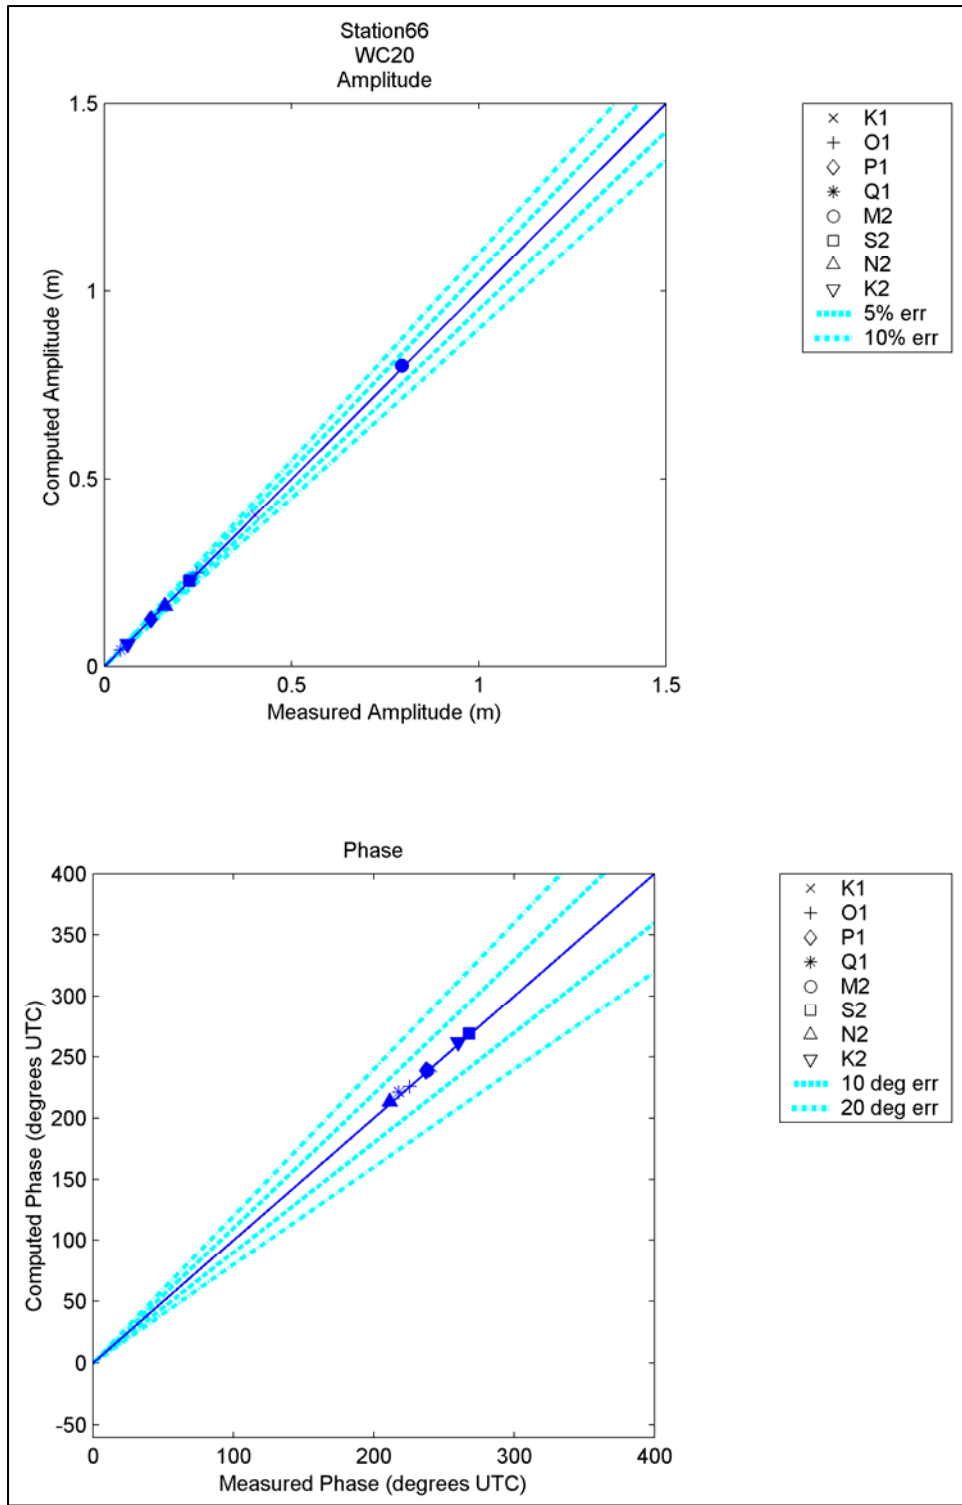 Station66
WC20
Amplitude
1.5
1
0.5
0
Computed Amplitude (m)
0
0.5
1
1.5
Measured Amplitude (m)
K1
O1
P1
Q1
M2
S2
N2
K2
5% err
10% err
Phase
400
350
300
250
200
150
100
50
0
-50
Computed Phase (degrees UTC)
0
100
200
300
400
Measured Phase (degrees UTC)
K1
O1
P1
Q1
M2
S2
N2
K2
10 deg err
20 deg err